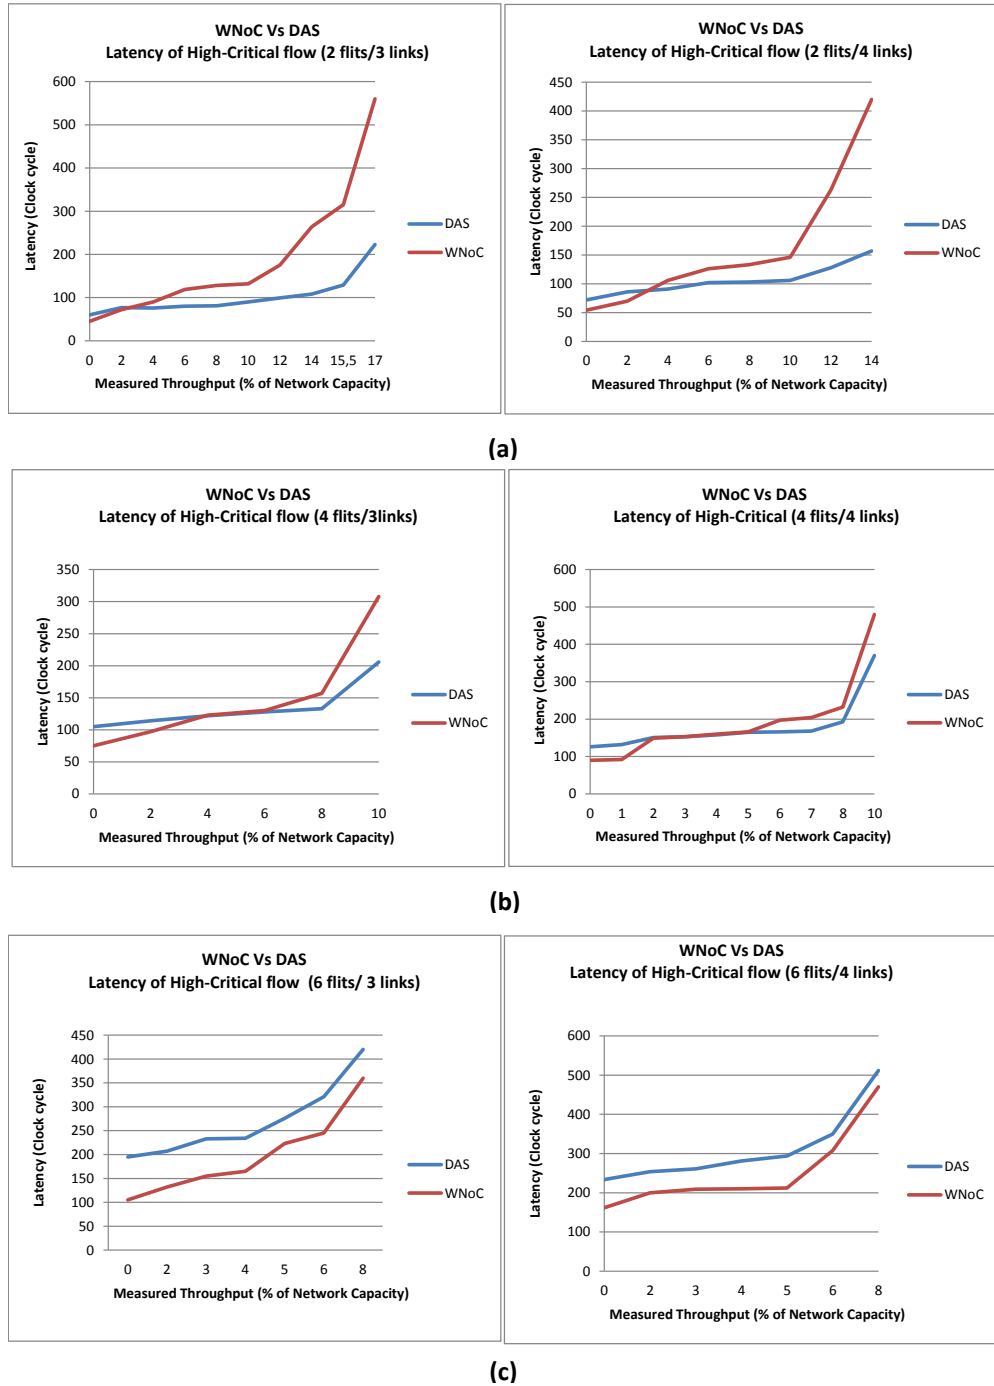 WNoC Vs DAS
Latency of High-Critical flow (2 flits/3 links)
600
500
400
300
200
100
0
0 2 4 6 8 10 12 14 15,5 17
Latency (Clock cycle)
Measured Throughput (% of Network Capacity)
DAS
WNoC
WNoC Vs DAS
Latency of High-Critical flow (2 flits/4 links)
450
400
350
300
250
200
150
100
50
0
0 2 4 6 8 10 12 14
Latency (Clock cycle)
Measured Throughput (% of Network Capacity)
DAS
WNoC
(a)
WNoC Vs DAS
Latency of High-Critical flow (4 flits/3links)
350
300
250
200
150
100
50
0
0 2 4 6 8 10
Latency (Clock cycle)
Measured Throughput (% of Network Capacity)
DAS
WNoC
WNoC Vs DAS
Latency of High-Critical (4 flits/4 links)
600
500
400
300
200
100
0
0 1 2 3 4 5 6 7 8 10
Latency (Clock cycle)
Measured Throughput (% of Network Capacity)
DAS
WNoC
(b)
WNoC Vs DAS
Latency of High-Critical flow (6 flits/ 3 links)
450
400
350
300
250
200
150
100
50
0
0 2 3 4 5 6 8
Latency (Clock cycle)
Measured Throughput (% of Network Capacity)
DAS
WNoC
WNoC Vs DAS
Latency of High-Critical flow (6 flits/4 links)
600
500
400
300
200
100
0
0 2 3 4 5 6 8
Latency (Clock cycle)
Measured Throughput (% of Network Capacity)
DAS
WNoC
(c)